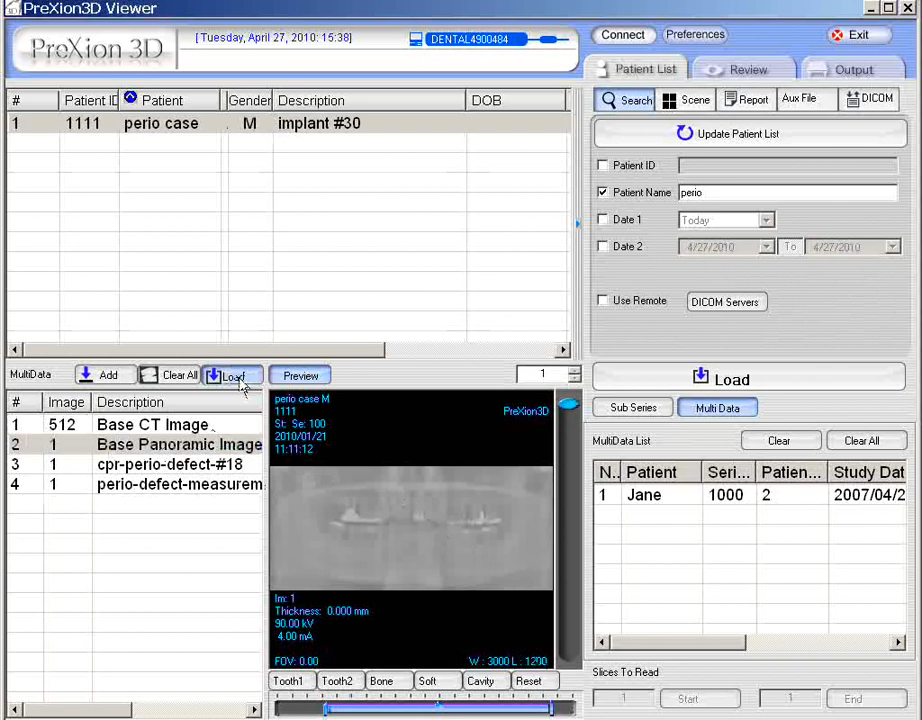 PreXion3D Viewer
PreXion 3D
[Tuesday, April 27, 2010: 15:38]
DENTAL4900484
Connect
Preferences
Exit
Patient List
Review
Output
# Patient ID Patient Gender Description DOB
1 1111 perio case . M implant #30
Search
Scene
Report
Aux File
DICOM
Update Patient List
Patient ID
Patient Name perio
Date 1 Today
Date 2 4/27/2010 To 4/27/2010
Use Remote DICOM Servers
MultiData Add Clear All Load Preview 1
Load
Sub Series Multi Data
# Image Description
1 512 Base CT Image
2 1 Base Panoramic Image
3 1 cpr-perio-defect-#18
4 1 perio-defect-measurem
perio case M
1111
St: Se: 100
2010/01/21
11:11:12
PreXion3D
Im: 1
Thickness: 0.000 mm
90.00 kV
4.00 mA
FOV: 0.00
W : 3000 L : 1200
Tooth1 Tooth2 Bone Soft Cavity Reset
MultiData List Clear Clear All
N.. Patient Seri... Patien... Study Dat
1 Jane 1000 2 2007/04/2
Slices To Read
1 Start 1 End